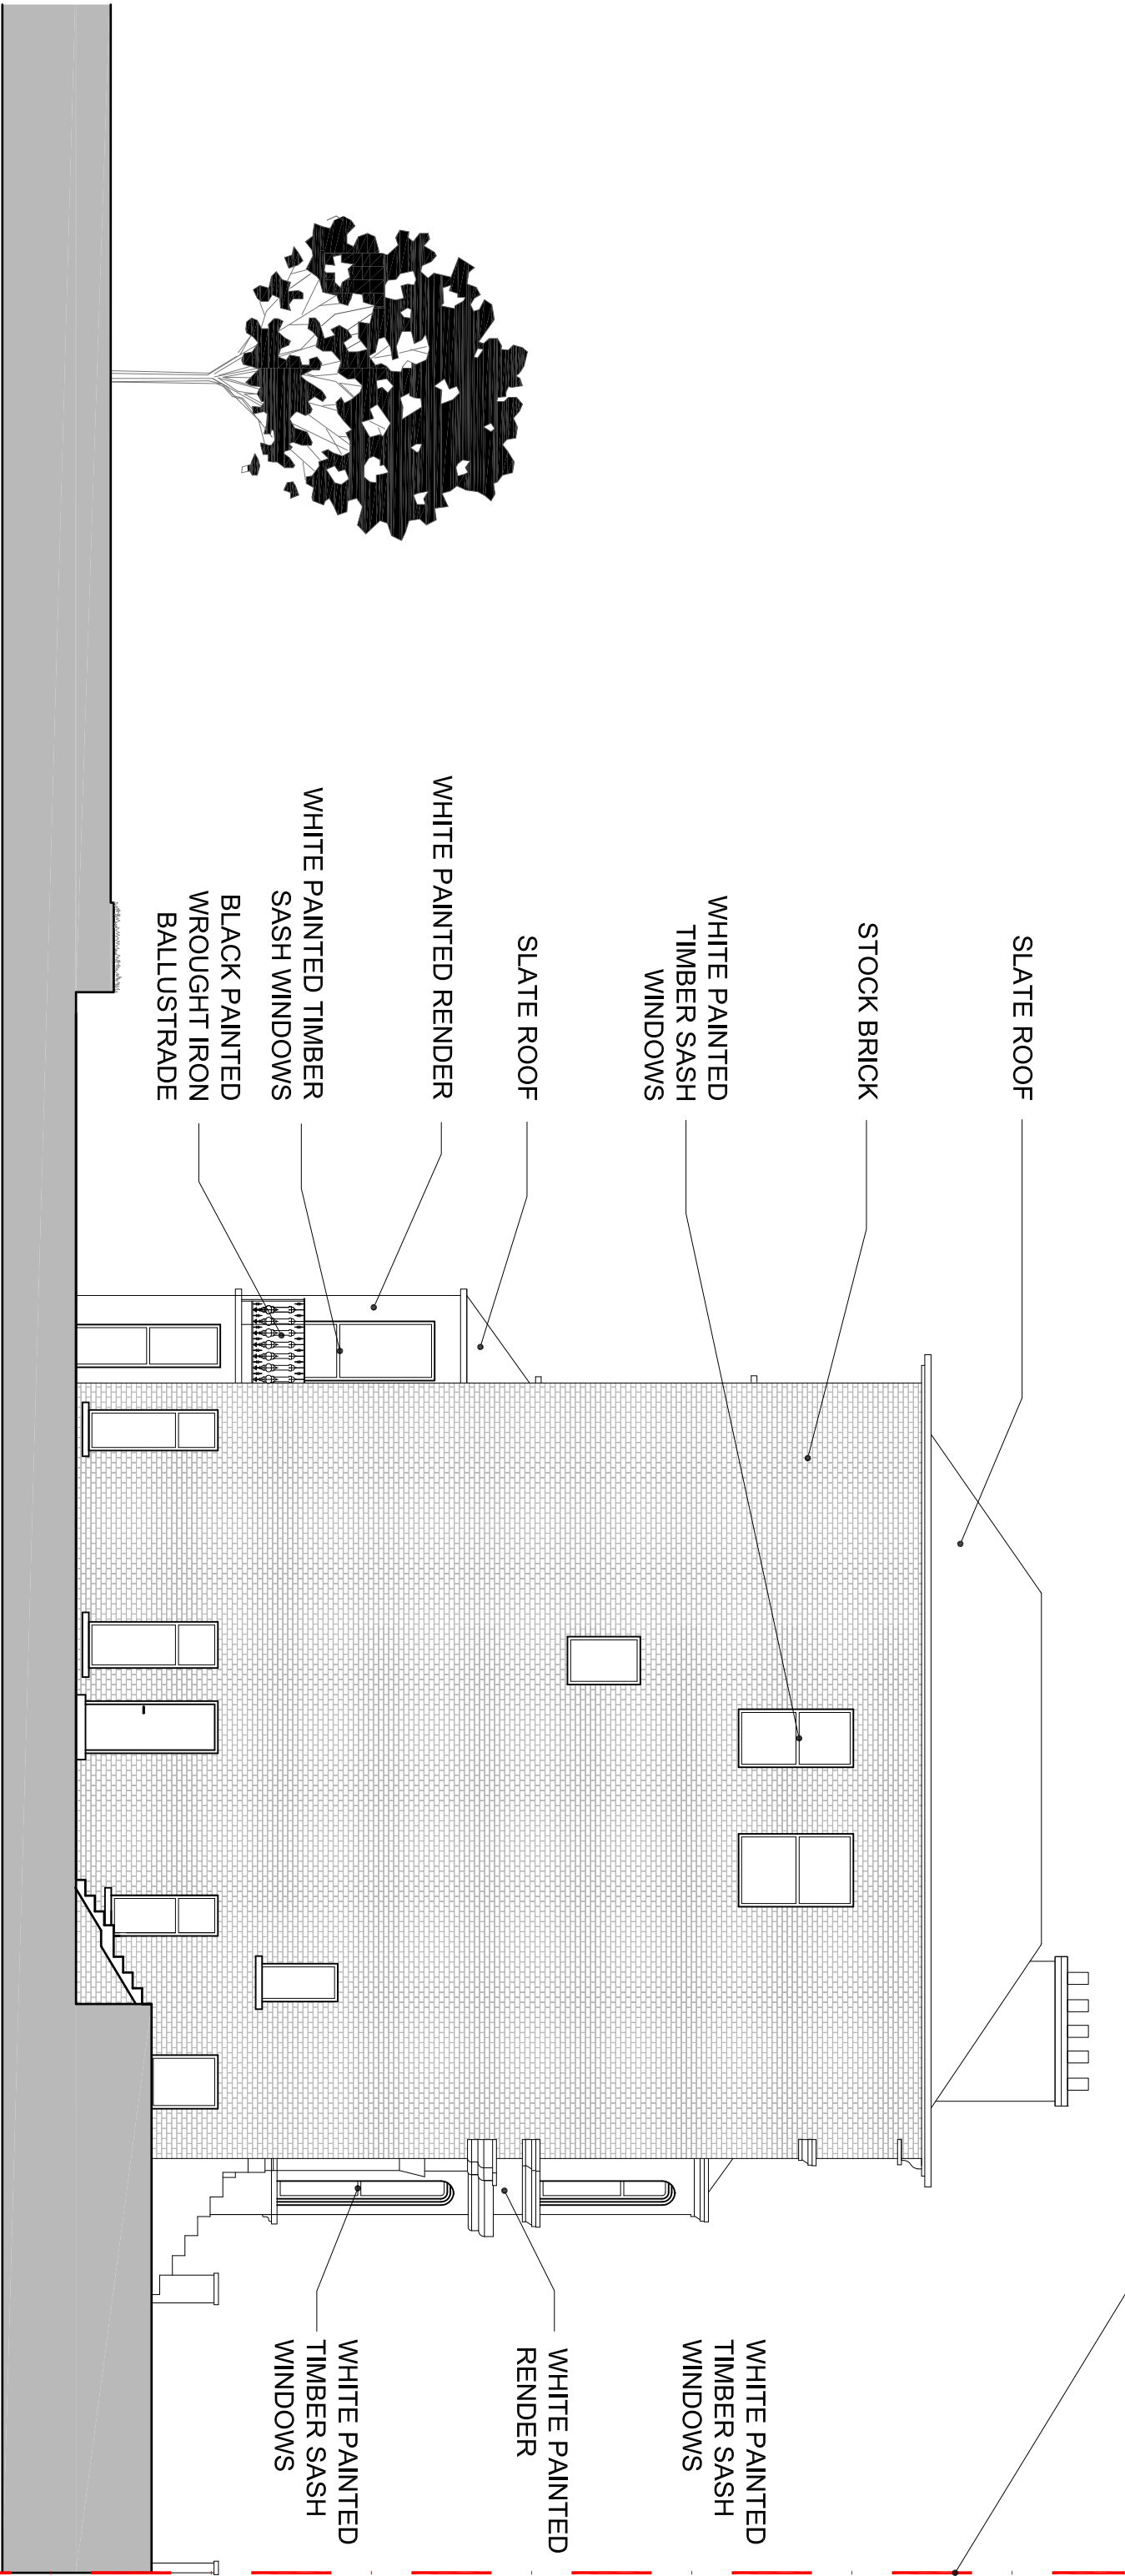 SLATE ROOF
STOCK BRICK
WHITE PAINTED
TIMBER SASH
WINDOWS
SLATE ROOF
WHITE PAINTED RENDER
WHITE PAINTED TIMBER
SASH WINDOWS
BLACK PAINTED
WROUGHT IRON
BALLUSTRADE
WHITE PAINTED
TIMBER SASH
WINDOWS
WHITE PAINTED
RENDER
WHITE PAINTED
TIMBER SASH
WINDOWS